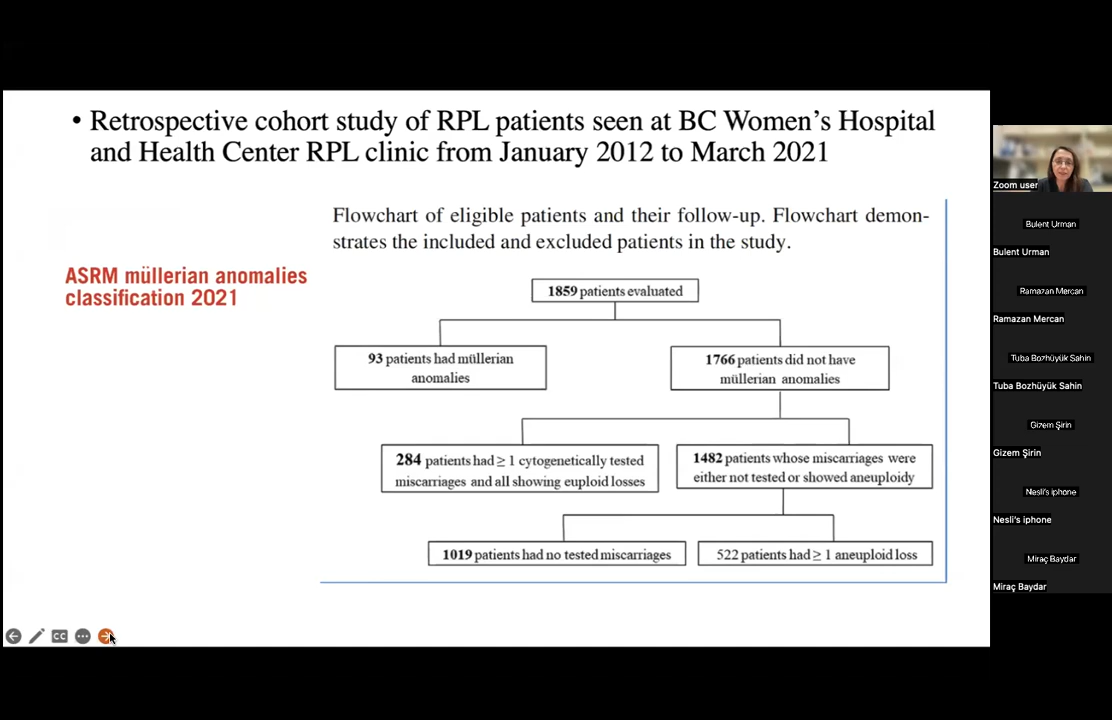 • Retrospective cohort study of RPL patients seen at BC Women's Hospital
and Health Center RPL clinic from January 2012 to March 2021
Flowchart of eligible patients and their follow-up. Flowchart demon-
strates the included and excluded patients in the study.
ASRM müllerian anomalies
classification 2021
1859 patients evaluated
93 patients had müllerian
anomalies
1766 patients did not have
müllerian anomalies
284 patients had ≥ 1 cytogenetically tested
miscarriages and all showing euploid losses
1482 patients whose miscarriages were
either not tested or showed aneuploidy
1019 patients had no tested miscarriages
522 patients had ≥ 1 aneuploid loss
CC
Zoom user
Bulent Urman
Bulent Urman
Ramazan Mercan
Ramazan Mercan
Tuba Bozhüyük Sahin
Tuba Bozhüyük Sahin
Gizem Şirin
Gizem Şirin
Nesli's iphone
Nesli's iphone
Miraç Baydar
Miraç Baydar